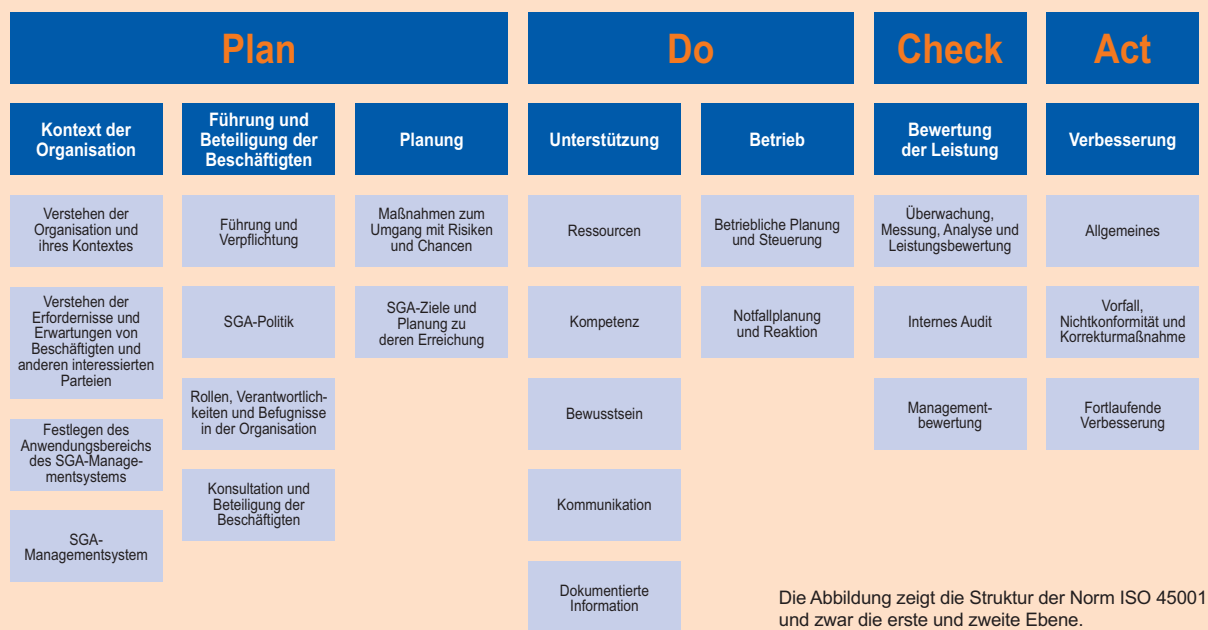 Plan
Do
Check
Act
Kontext der
Organisation
Führung und
Beteiligung der
Beschäftigten
Planung
Unterstützung
Betrieb
Bewertung
der Leistung
Verbesserung
Verstehen der
Organisation und
ihres Kontextes
Führung und
Verpflichtung
Maßnahmen zum
Umgang mit Risiken
und Chancen
Ressourcen
Betriebliche Planung
und Steuerung
Überwachung,
Messung, Analyse und
Leistungsbewertung
Allgemeines
Verstehen der
Erfordernisse und
Erwartungen von
Beschäftigten und
anderen interessierten
Parteien
SGA-Politik
SGA-Ziele und
Planung zu
deren Erreichung
Kompetenz
Notfallplanung
und Reaktion
Internes Audit
Vorfall,
Nichtkonformität und
Korrekturmaßnahme
Festlegen des
Anwendungsbereichs
des SGA-Manage-
mentsystems
Rollen, Verantwortlich-
keiten und Befugnisse
in der Organisation
Bewusstsein
Management-
bewertung
Fortlaufende
Verbesserung
SGA-
Managementsystem
Konsultation und
Beteiligung der
Beschäftigten
Kommunikation
Dokumentierte
Information
Die Abbildung zeigt die Struktur der Norm ISO 45001
und zwar die erste und zweite Ebene.